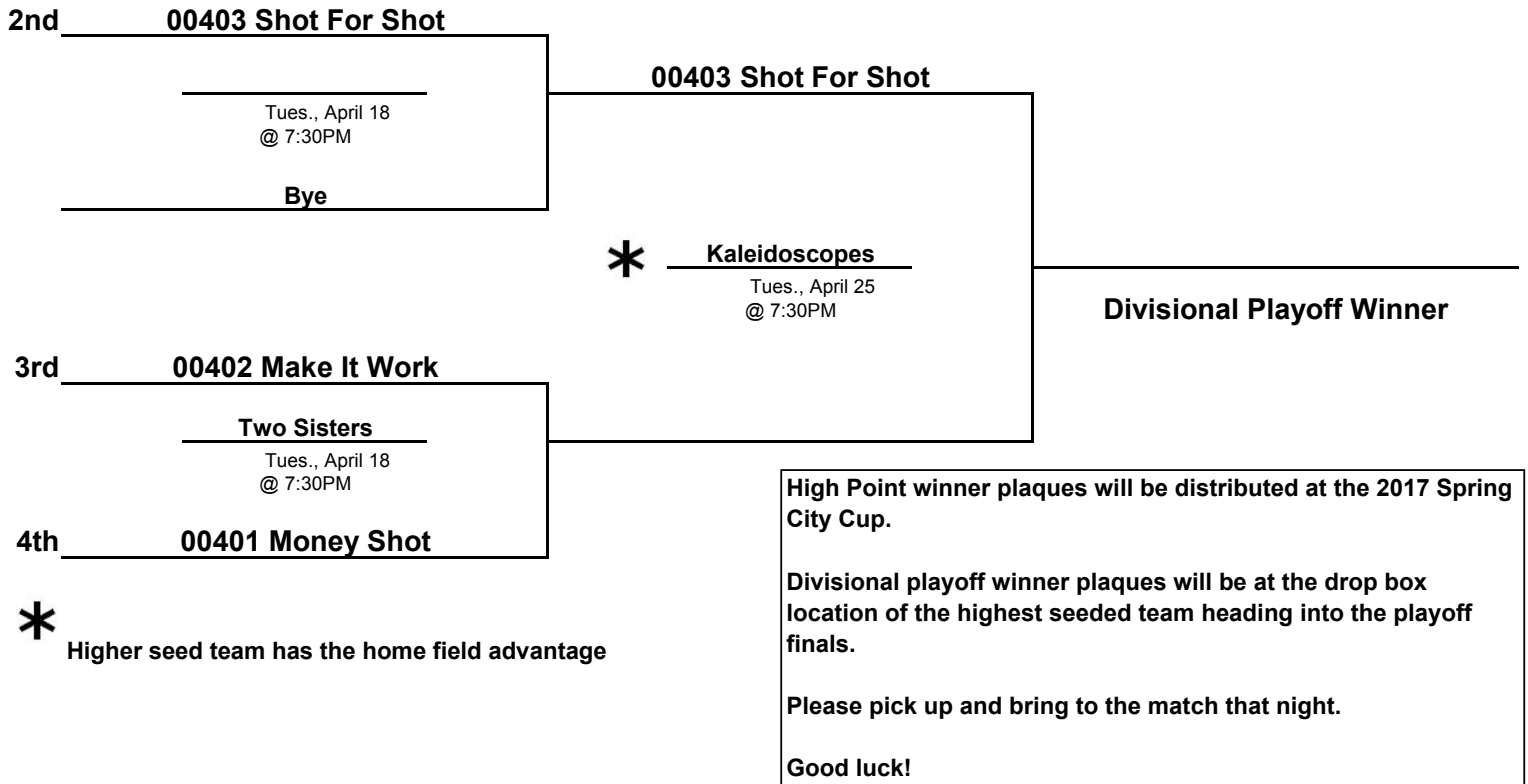 2nd 00403 Shot For Shot
00403 Shot For Shot
Tues., April 18
@ 7:30PM
Bye
* Kaleidoscopes
Tues., April 25
@ 7:30PM
Divisional Playoff Winner
3rd 00402 Make It Work
Two Sisters
Tues., April 18
@ 7:30PM
4th 00401 Money Shot
* Higher seed team has the home field advantage
High Point winner plaques will be distributed at the 2017 Spring
City Cup.
Divisional playoff winner plaques will be at the drop box
location of the highest seeded team heading into the playoff
finals.
Please pick up and bring to the match that night.
Good luck!